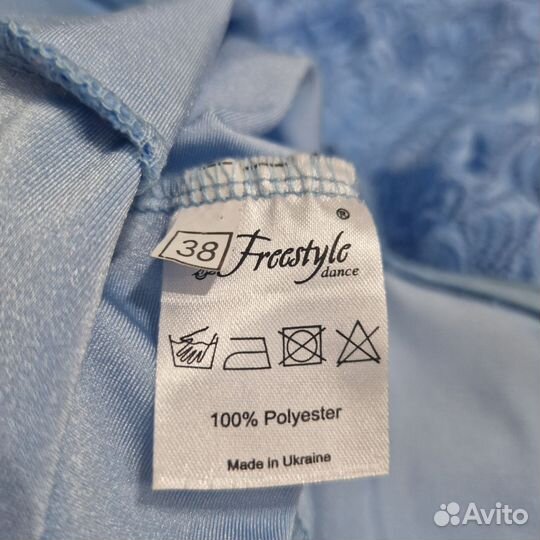 38
Freestyle ®
dance
100% Polyester
Made in Ukraine
Avito